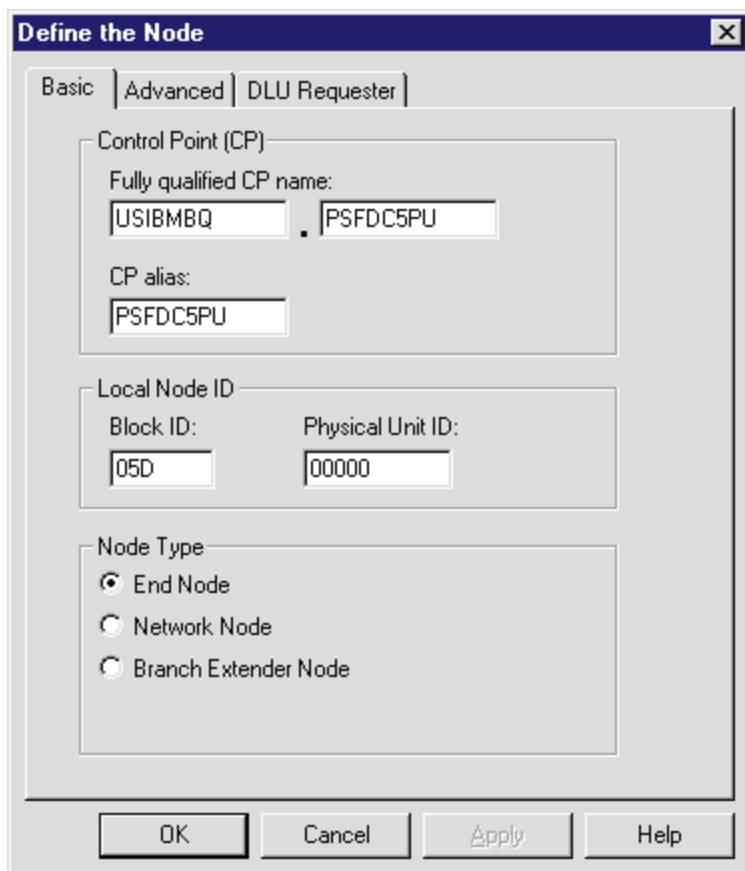 Define the Node
Basic Advanced DLU Requester
Control Point (CP)
Fully qualified CP name:
USIBMBQ . PSFDC5PU
CP alias:
PSFDC5PU
Local Node ID
Block ID: Physical Unit ID:
05D 00000
Node Type
End Node
Network Node
Branch Extender Node
OK Cancel Apply Help